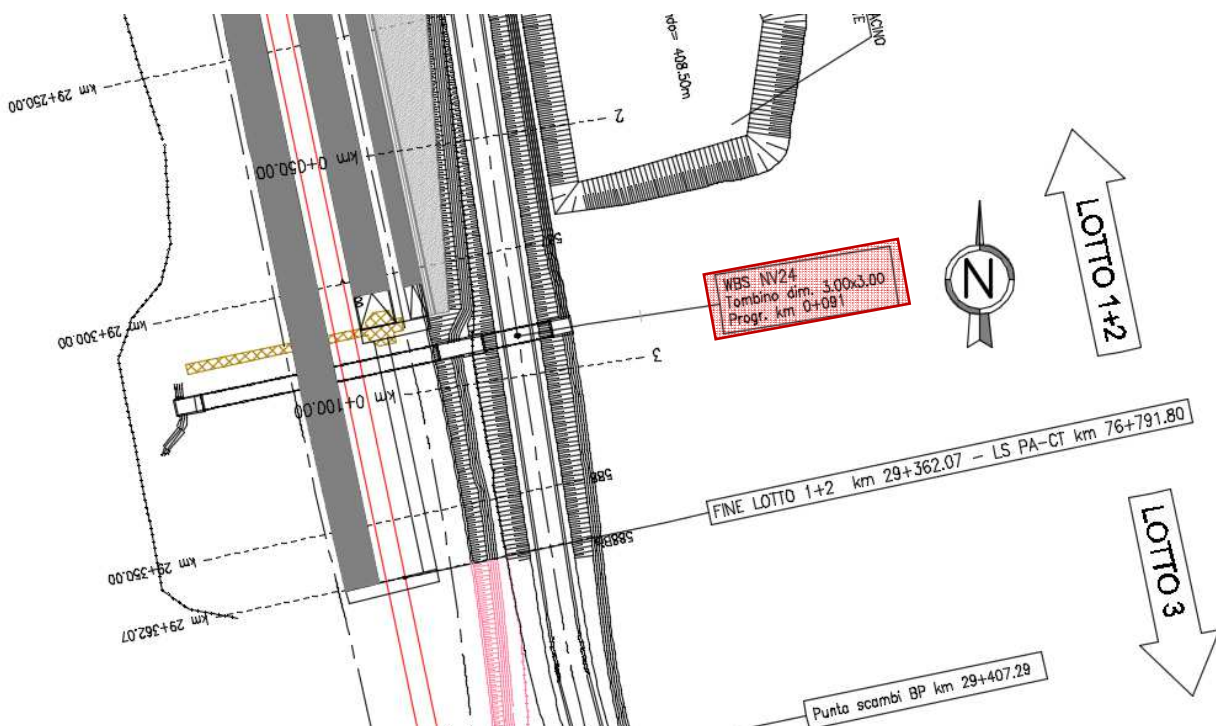 ACINO
E
ndo= 408.50m
km 29+250.00
km 0+050.00
2
LOTTO 1+2
N
WBS NV24
Tombino dim. 3.00x3.00
Progr. km 0+091
km 29+300.00
3
km 0+100.00
FINE LOTTO 1+2 km 29+362.07 - LS PA-CT km 76+791.80
588
km 29+350.00
LOTTO 3
km 29+362.07
Punta scambi BP km 29+407.29